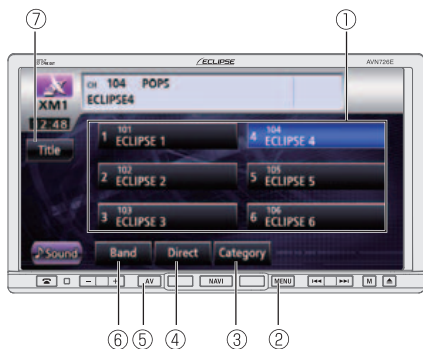 ⑦ ①
ECLIPSE AVN726E
XM1 CH 104 POPS
ECLIPSE4
2:48
Title
1 101 ECLIPSE 1
4 104 ECLIPSE 4
2 102 ECLIPSE 2
5 105 ECLIPSE 5
3 103 ECLIPSE 3
6 106 ECLIPSE 6
Sound Band Direct Category
− + AV NAVI MENU M
⑥ ⑤ ④ ③ ②